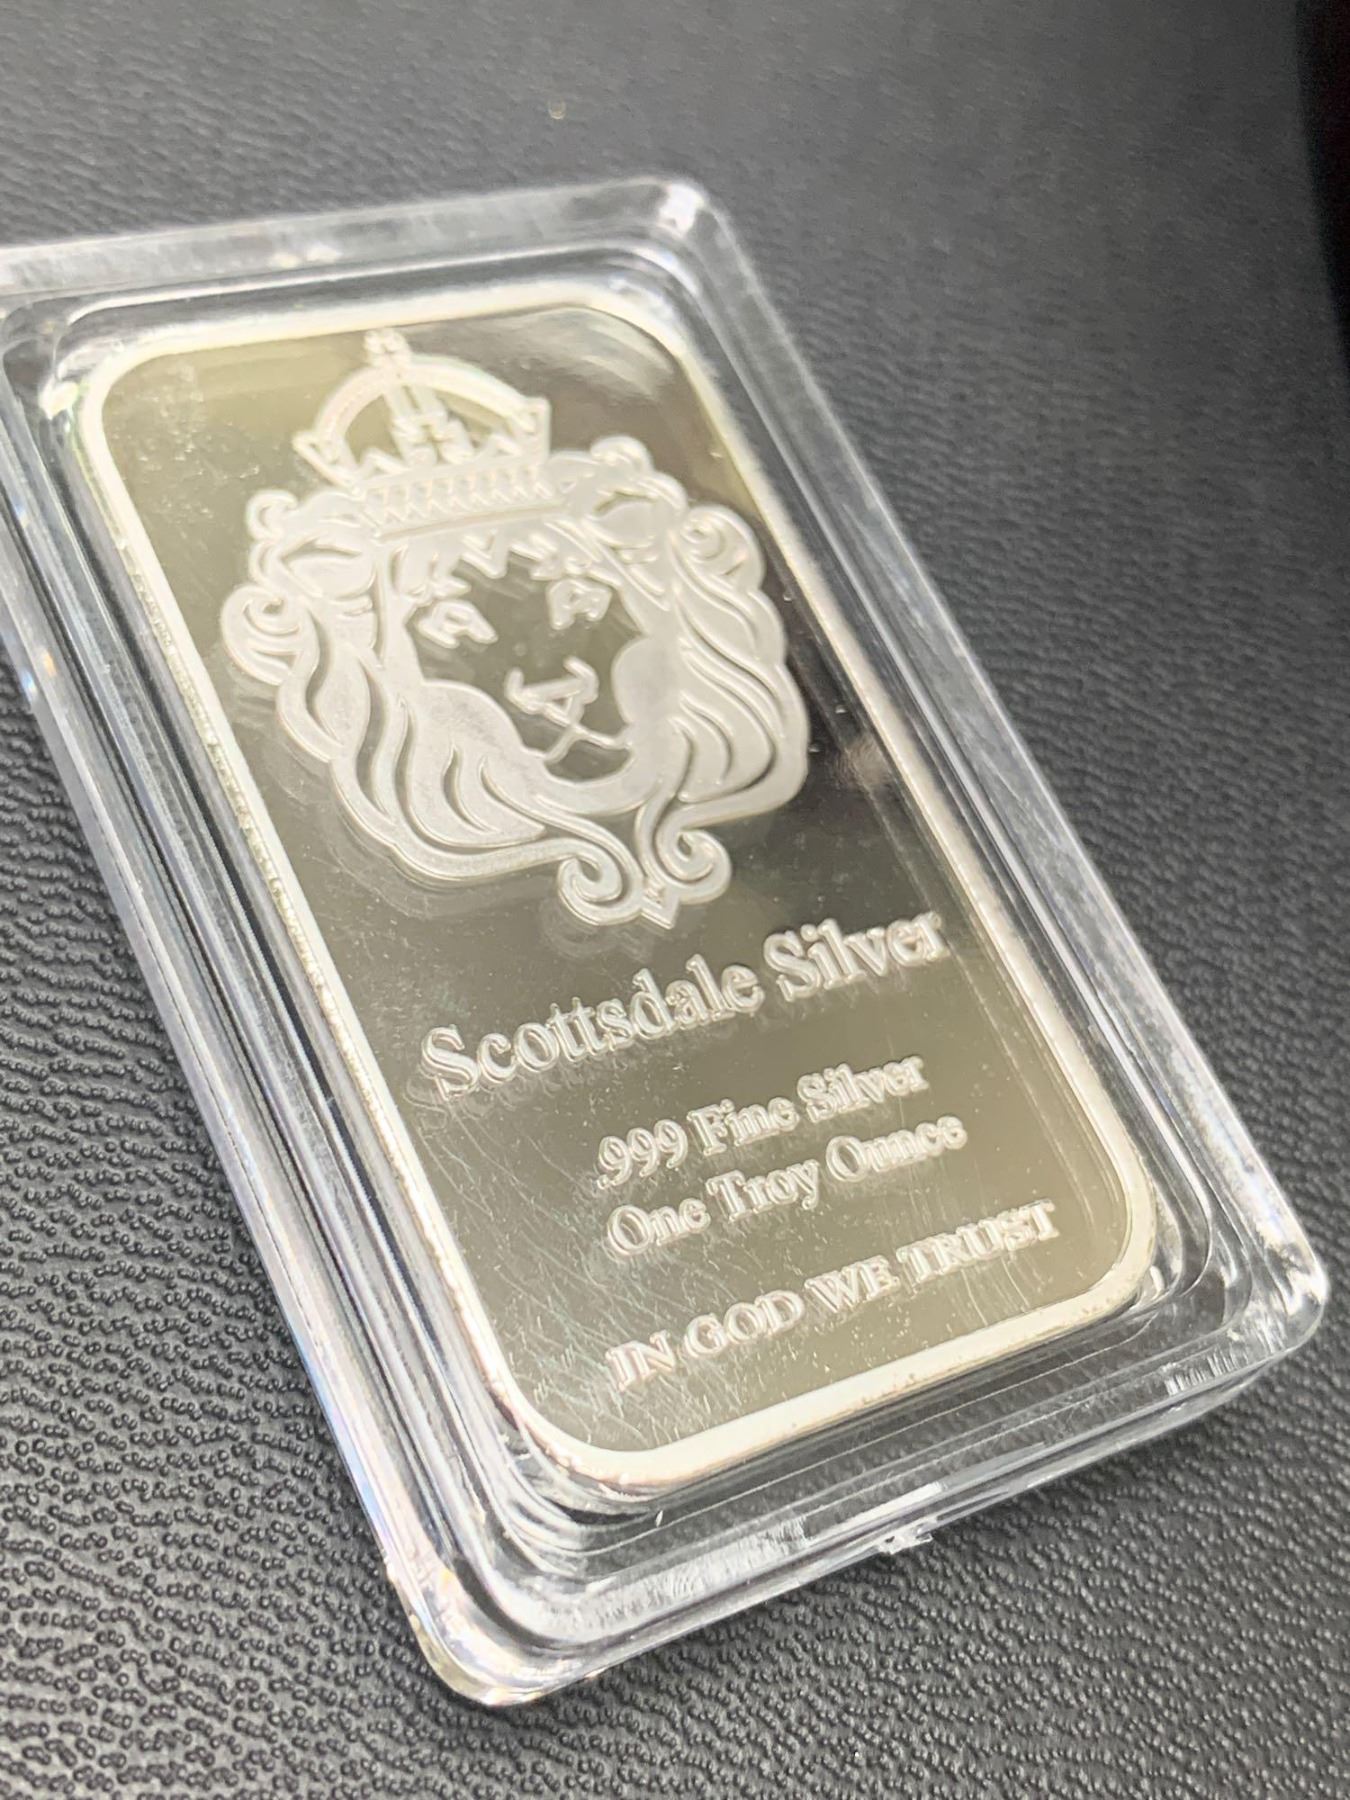 Scottsdale Silver
.999 Fine Silver
One Troy Ounce
IN GOD WE TRUST